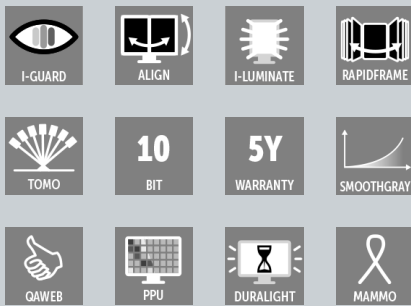 I-GUARD
ALIGN
I-LUMINATE
RAPIDFRAME
TOMO
10
BIT
5Y
WARRANTY
SMOOTHGRAY
QAWEB
PPU
DURALIGHT
MAMMO